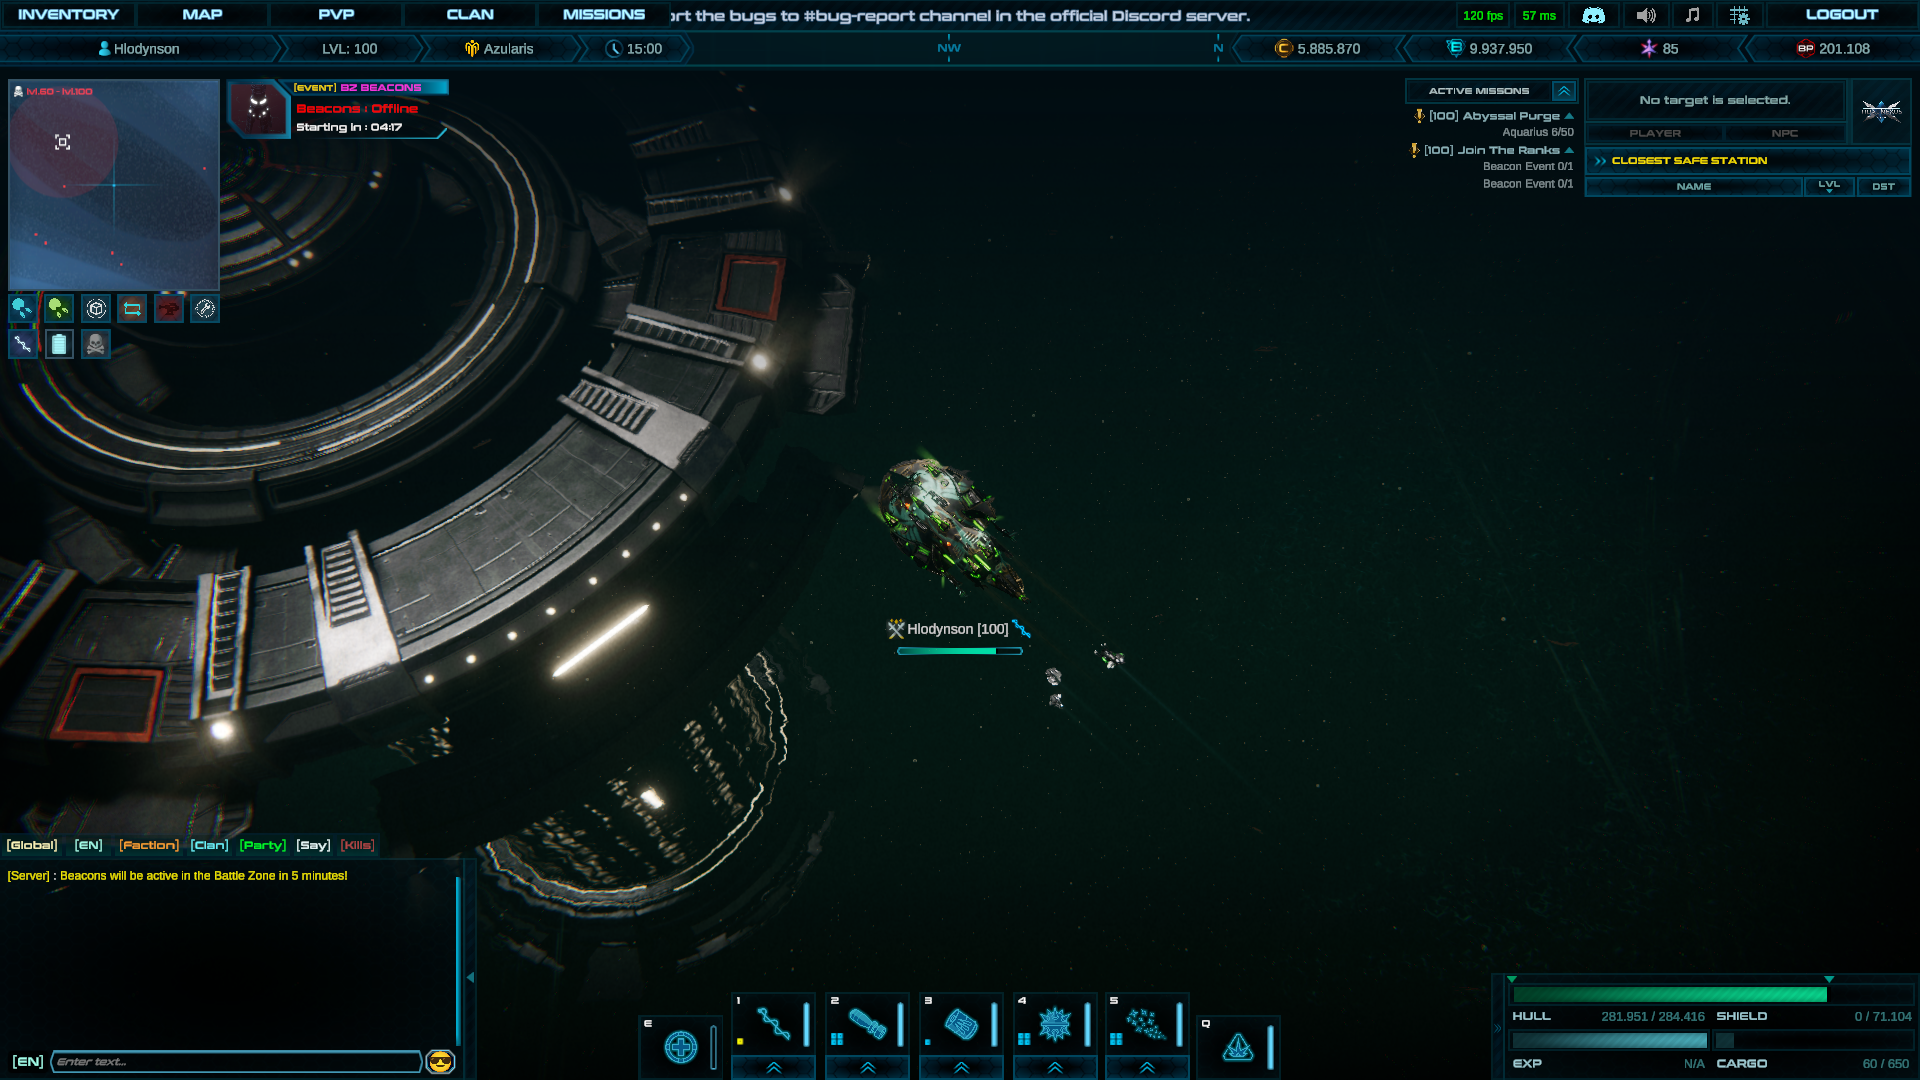 INVENTORY MAP PVP CLAN MISSIONS ort the bugs to #bug-report channel in the official Discord server. 120 fps 57 ms LOGOUT
Hlodynson LVL: 100 Azularis 15:00 NW N C 5.885.870 B 9.937.950 85 BP 201.108
lvl.60 - lvl.100
[EVENT] BZ BEACONS
Beacons : Offline
Starting in : 04:17
ACTIVE MISSONS
[100] Abyssal Purge
Aquarius 6/50
[100] Join The Ranks
Beacon Event 0/1
Beacon Event 0/1
No target is selected.
PLAYER NPC
CLOSEST SAFE STATION
NAME LVL DST
Hlodynson [100]
[Global] [EN] [Faction] [Clan] [Party] [Say] [Kills]
[Server] : Beacons will be active in the Battle Zone in 5 minutes!
[EN] Enter text...
E 1 2 3 4 5 Q
HULL 281.951 / 284.416 SHIELD 0 / 71.104
EXP N/A CARGO 60 / 650